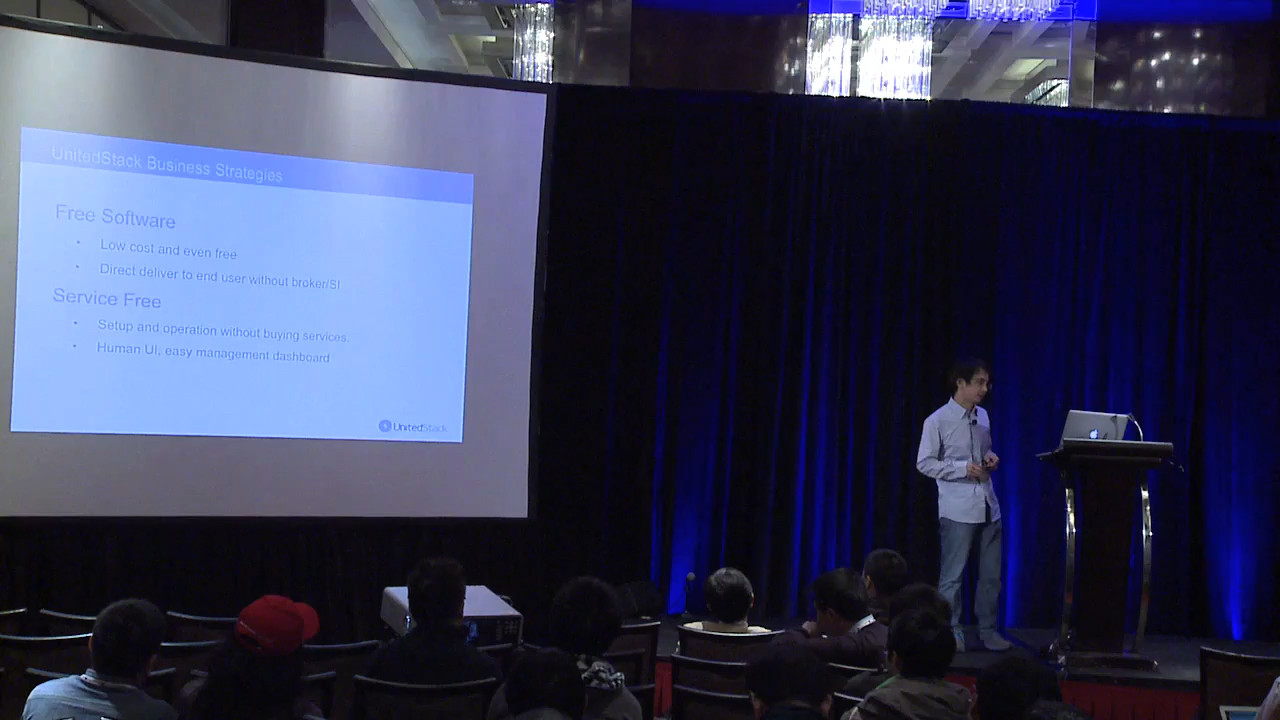 UnitedStack Business Strategies
Free Software
• Low cost and even free
• Direct deliver to end user without broker/SI
Service Free
• Setup and operation without buying services.
• Human UI, easy management dashboard
UnitedStack